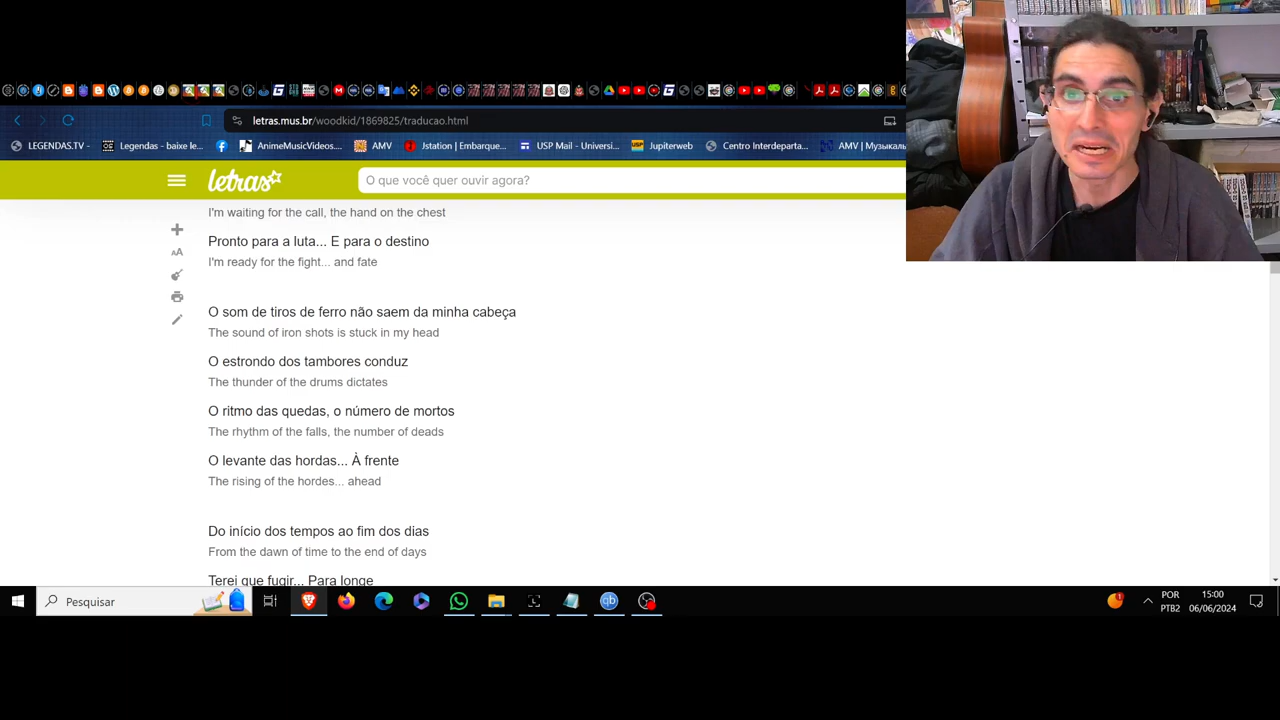 letras.mus.br/woodkid/1869825/traducao.html
LEGENDAS.TV -
Legendas - baixe le...
AnimeMusicVideos....
AMV
Jstation | Embarque...
USP Mail - Universi...
Jupiterweb
Centro Interdeparta...
AMV | Музыкаль
letras
O que você quer ouvir agora?
I'm waiting for the call, the hand on the chest
Pronto para a luta... E para o destino
I'm ready for the fight... and fate
O som de tiros de ferro não saem da minha cabeça
The sound of iron shots is stuck in my head
O estrondo dos tambores conduz
The thunder of the drums dictates
O ritmo das quedas, o número de mortos
The rhythm of the falls, the number of deads
O levante das hordas... À frente
The rising of the hordes... ahead
Do início dos tempos ao fim dos dias
From the dawn of time to the end of days
Terei que fugir... Para longe
Pesquisar
POR
PTB2
15:00
06/06/2024